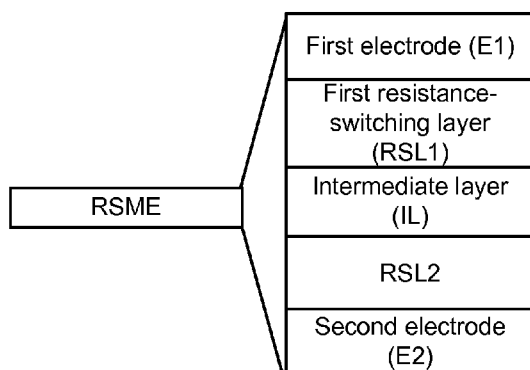 First electrode (E1)
First resistance-
switching layer
(RSL1)
RSME
Intermediate layer
(IL)
RSL2
Second electrode
(E2)